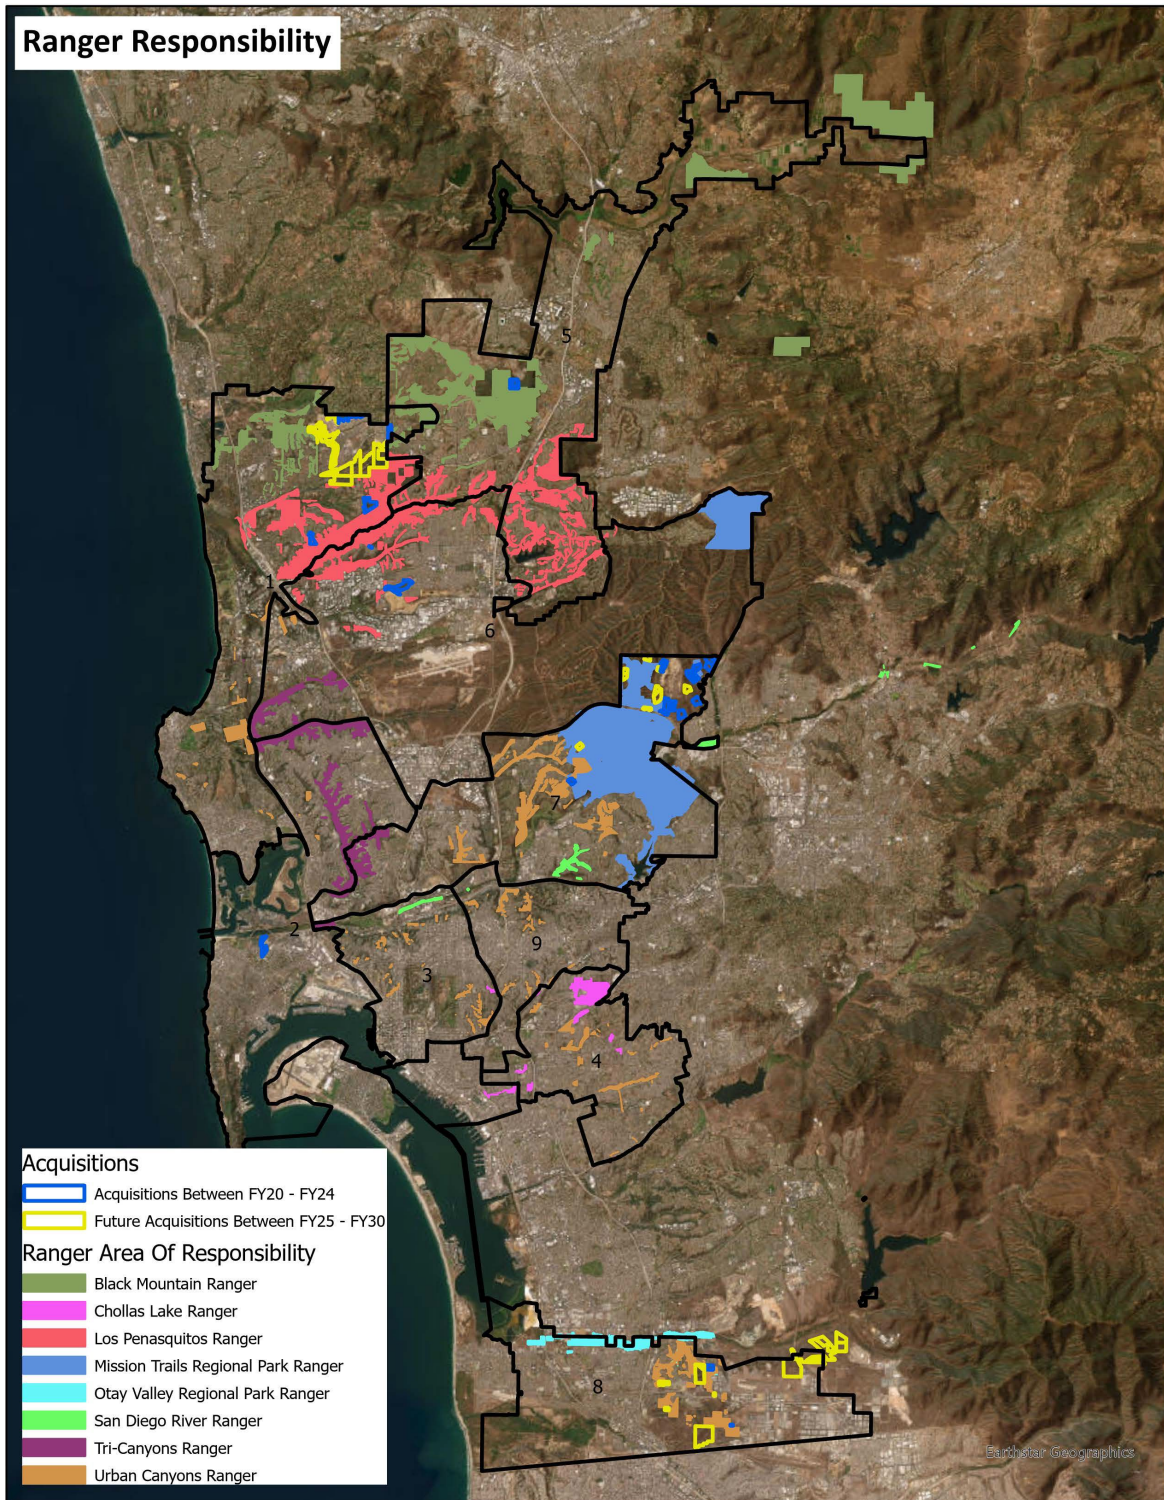 Ranger Responsibility
5
1
6
7
2
9
3
4
8
Acquisitions
Acquisitions Between FY20 - FY24
Future Acquisitions Between FY25 - FY30
Ranger Area Of Responsibility
Black Mountain Ranger
Chollas Lake Ranger
Los Penasquitos Ranger
Mission Trails Regional Park Ranger
Otay Valley Regional Park Ranger
San Diego River Ranger
Tri-Canyons Ranger
Urban Canyons Ranger
Earthstar Geographics